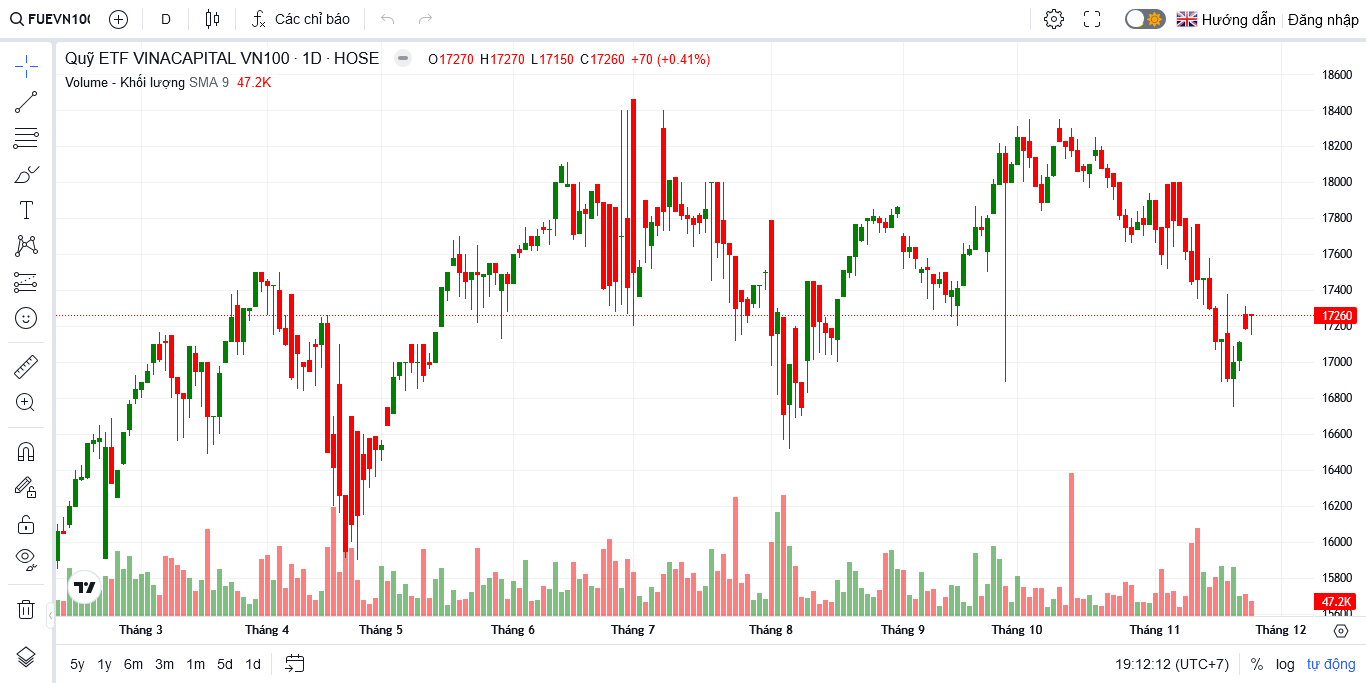 FUEVN100 D Các chỉ báo Hướng dẫn Đăng nhập
Quỹ ETF VINACAPITAL VN100 · 1D · HOSE O17270 H17270 L17150 C17260 +70 (+0.41%)
Volume - Khối lượng SMA 9 47.2K
18600
18400
18200
18000
17800
17600
17400
17260
17200
17000
16800
16600
16400
16200
16000
15800
47.2K
15600
Tháng 3 Tháng 4 Tháng 5 Tháng 6 Tháng 7 Tháng 8 Tháng 9 Tháng 10 Tháng 11 Tháng 12
5y 1y 6m 3m 1m 5d 1d 19:12:12 (UTC+7) % log tự động